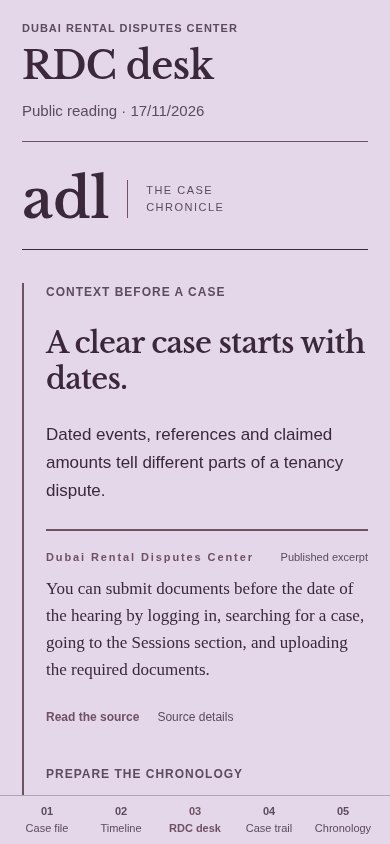 DUBAI RENTAL DISPUTES CENTER
RDC desk
Public reading · 17/11/2026
adl
THE CASE
CHRONICLE
CONTEXT BEFORE A CASE
A clear case starts with
dates.
Dated events, references and claimed
amounts tell different parts of a tenancy
dispute.
Dubai Rental Disputes Center Published excerpt
You can submit documents before the date of
the hearing by logging in, searching for a case,
going to the Sessions section, and uploading
the required documents.
Read the source Source details
PREPARE THE CHRONOLOGY
01 02 03 04 05
Case file Timeline RDC desk Case trail Chronology